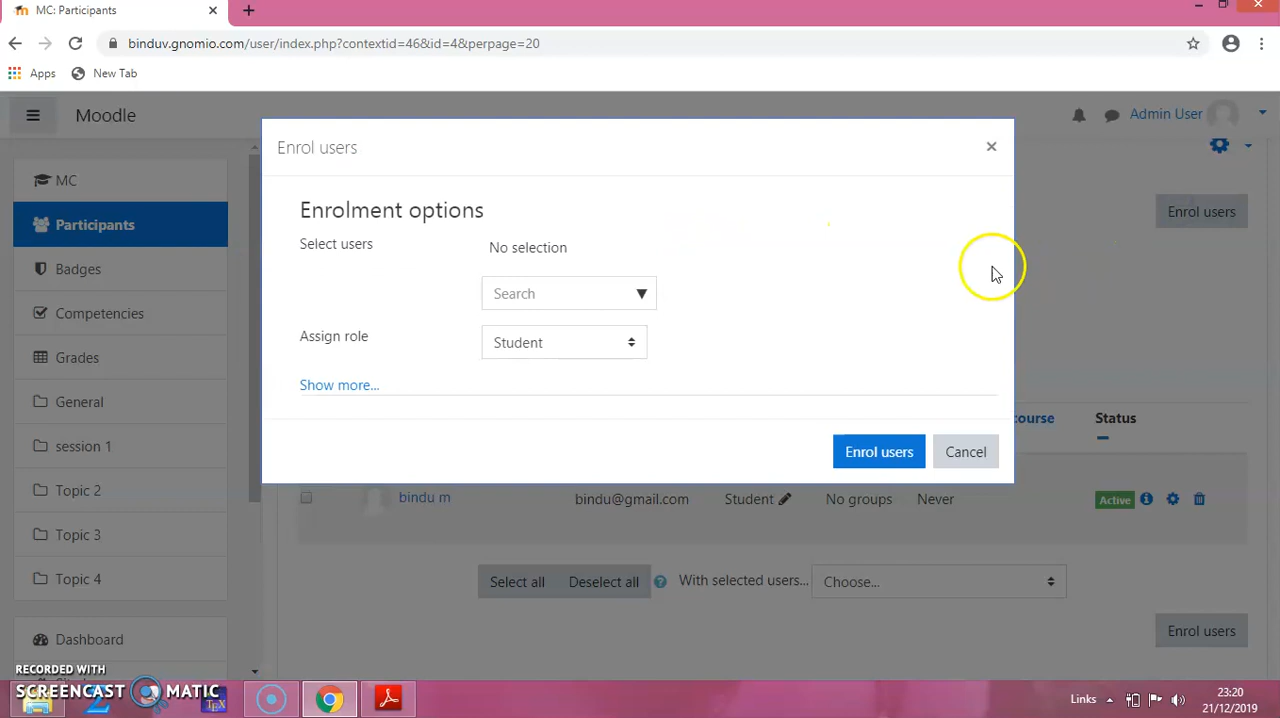 MC: Participants
binduv.gnomio.com/user/index.php?contextid=46&id=4&perpage=20
Apps New Tab
Moodle
Admin User
Enrol users
MC
Participants
Badges
Competencies
Grades
General
session 1
Topic 2
Topic 3
Topic 4
Dashboard
Enrol users
Enrolment options
Select users No selection
Search
Assign role Student
Show more...
Enrol users Cancel
course Status
bindu m bindu@gmail.com Student No groups Never Active
Select all Deselect all With selected users... Choose...
Enrol users
RECORDED WITH
SCREENCAST MATIC
Links
23:20
21/12/2019